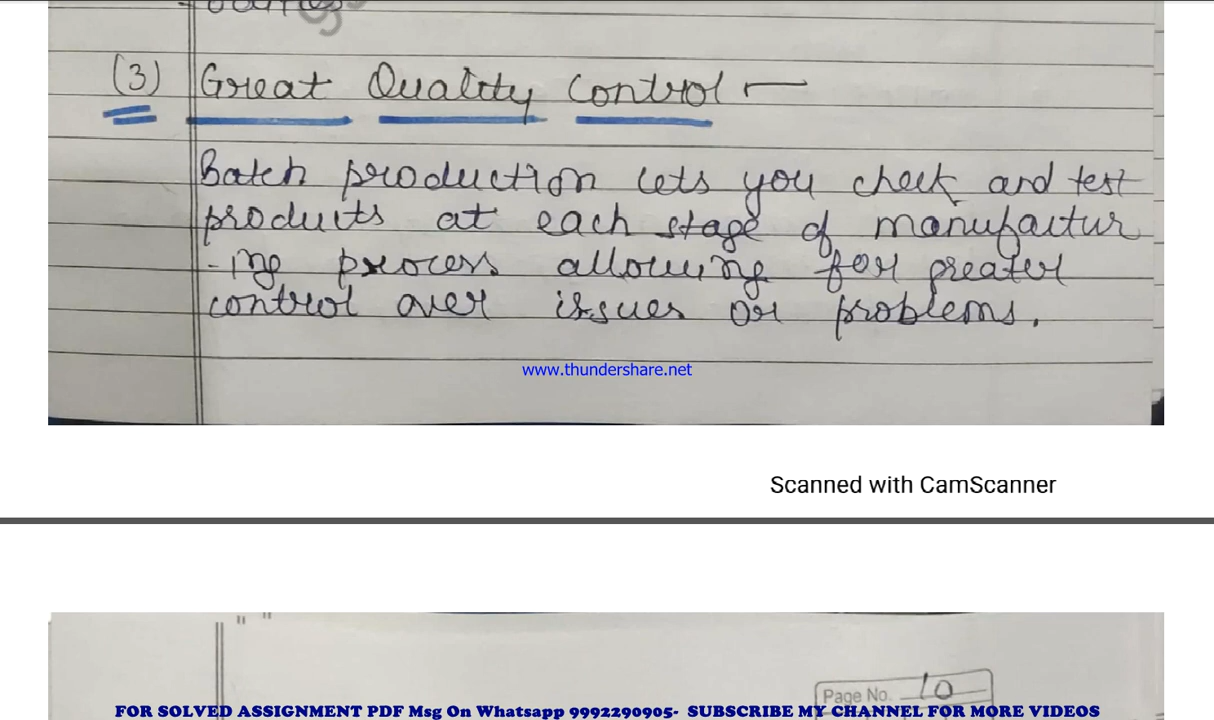 (3) Great Quality Control —
Batch production lets you check and test
products at each stage of manufactur
-ing process allowing for greater
control over issues or problems.
www.thundershare.net
Scanned with CamScanner
Page No. 10
FOR SOLVED ASSIGNMENT PDF Msg On Whatsapp 9992290905- SUBSCRIBE MY CHANNEL FOR MORE VIDEOS